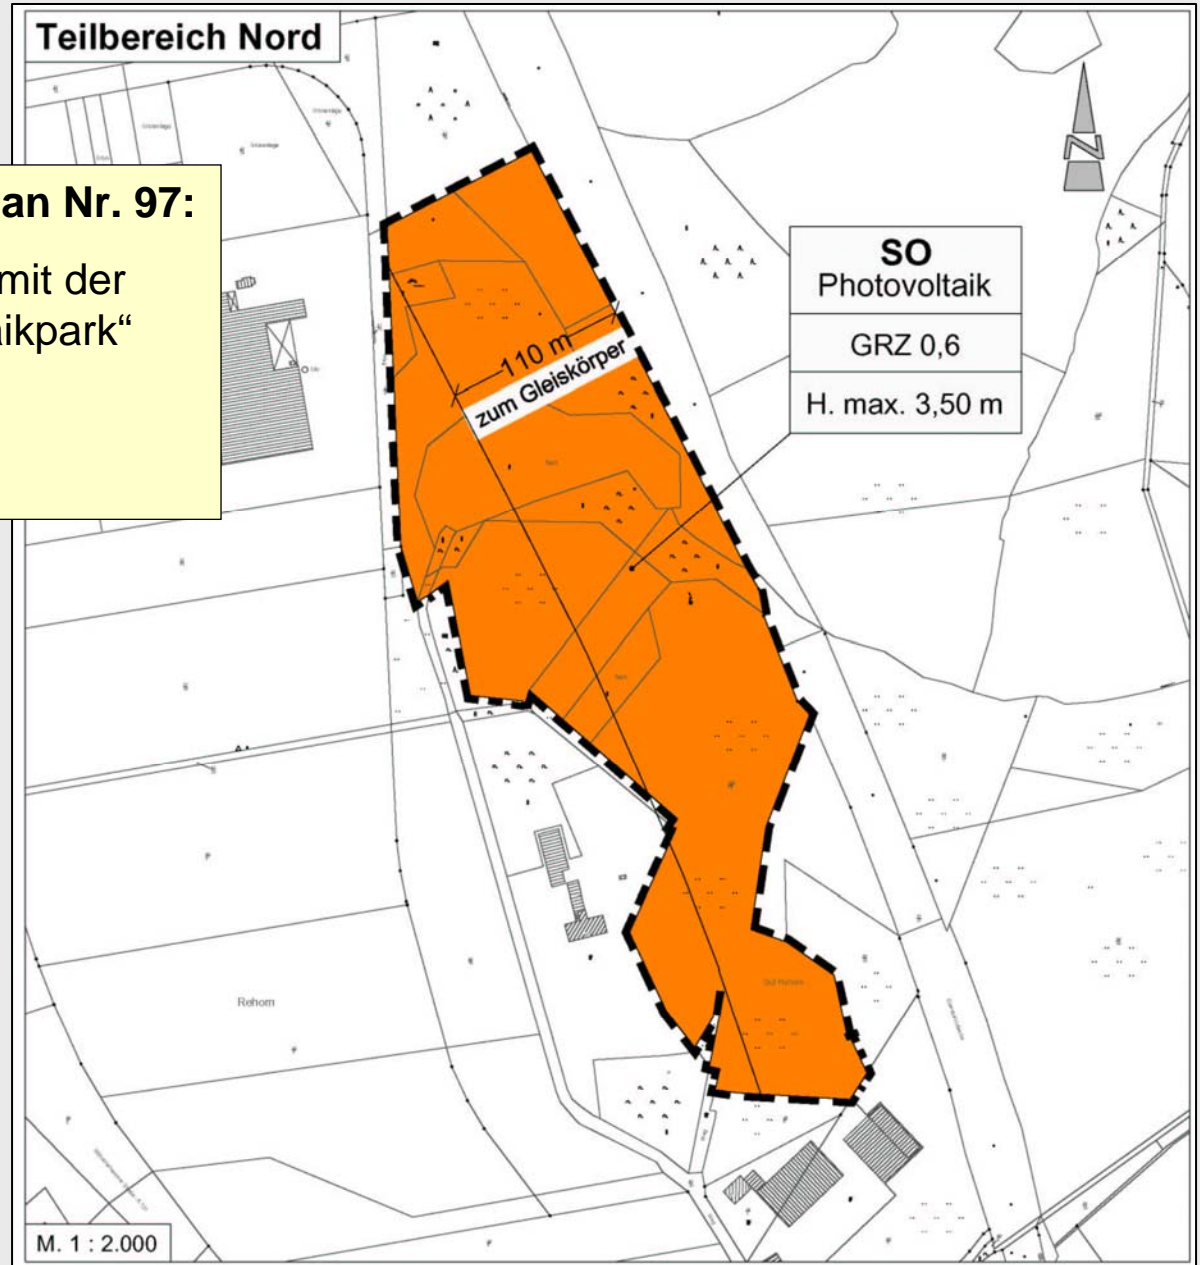 Teilbereich Nord
an Nr. 97:
mit der
aikpark“
SO
Photovoltaik
GRZ 0,6
H. max. 3,50 m
110 m
zum Gleiskörper
Rehorn
M. 1 : 2.000